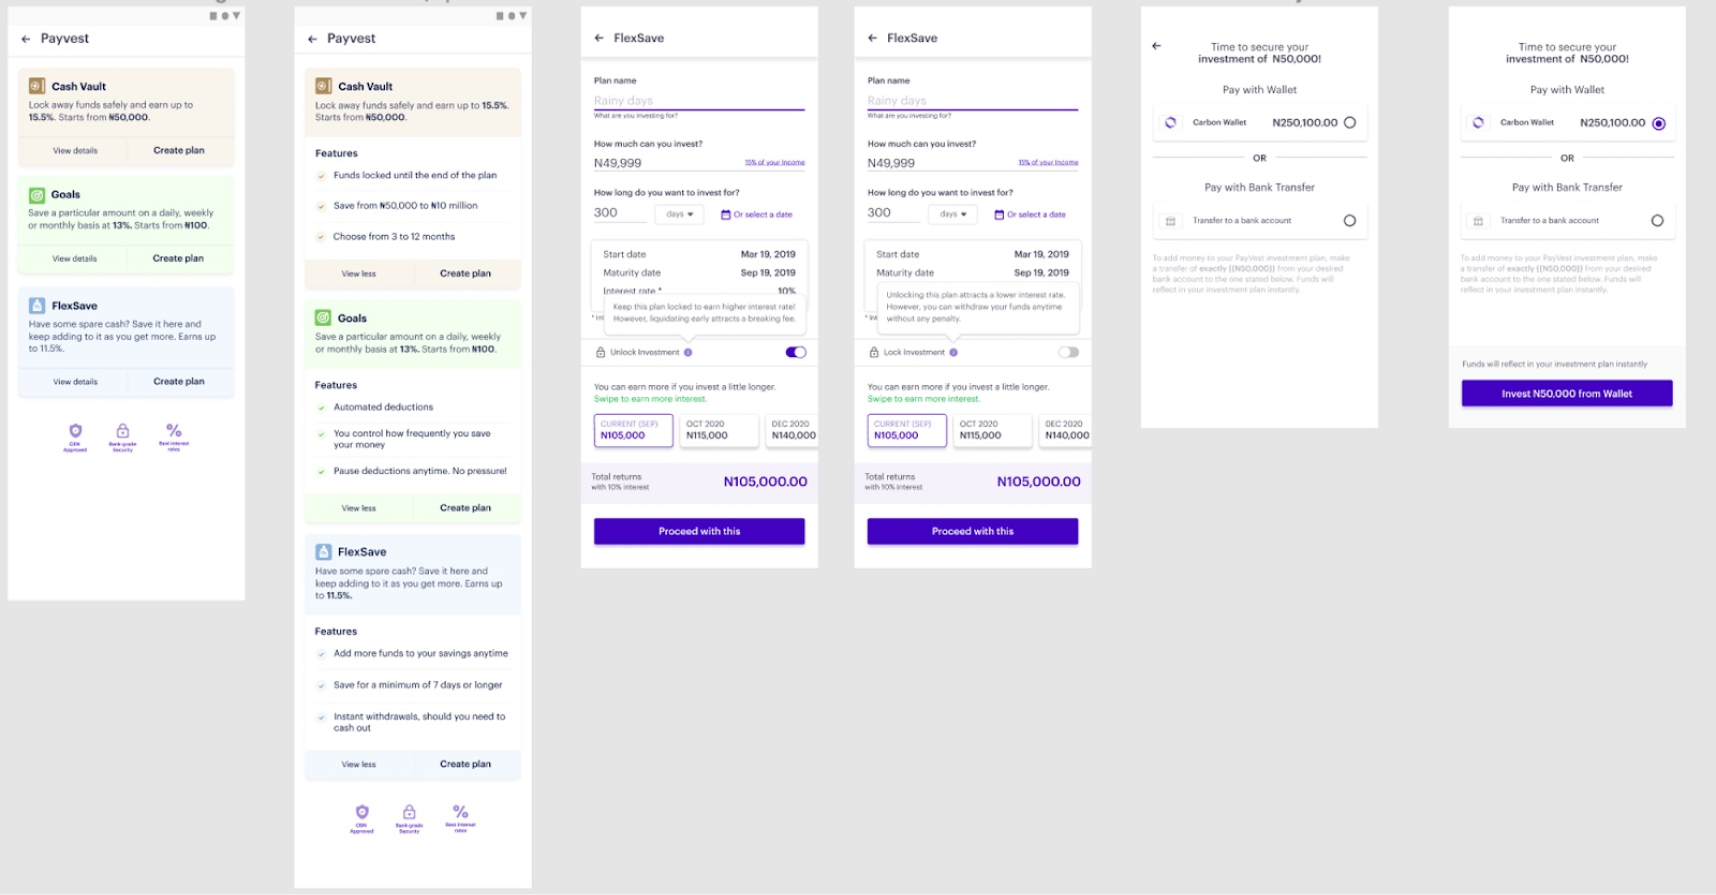 Payvest
Cash Vault
Lock away funds safely and earn up to
15.5%. Starts from ₦50,000.
View details
Create plan
Goals
Save a particular amount on a daily, weekly
or monthly basis at 13%. Starts from ₦100.
View details
Create plan
FlexSave
Have some spare cash? Save it here and
keep adding to it as you get more. Earns up
to 11.5%.
View details
Create plan
CBN
Approved
Bank-grade
Security
Best interest
rates
Payvest
Cash Vault
Lock away funds safely and earn up to 15.5%.
Starts from ₦50,000.
Features
Funds locked until the end of the plan
Save from ₦50,000 to ₦10 million
Choose from 3 to 12 months
View less
Create plan
Goals
Save a particular amount on a daily, weekly
or monthly basis at 13%. Starts from ₦100.
Features
Automated deductions
You control how frequently you save
your money
Pause deductions anytime. No pressure!
View less
Create plan
FlexSave
Have some spare cash? Save it here and
keep adding to it as you get more. Earns up
to 11.5%.
Features
Add more funds to your savings anytime
Save for a minimum of 7 days or longer
Instant withdrawals, should you need to
cash out
View less
Create plan
CBN
Approved
Bank-grade
Security
Best interest
rates
FlexSave
Plan name
Rainy days
What are you investing for?
How much can you invest?
N49,999
15% of your Income
How long do you want to invest for?
300
days
Or select a date
Start date
Mar 19, 2019
Maturity date
Sep 19, 2019
Interest rate *
10%
Keep this plan locked to earn higher interest rate!
However, liquidating early attracts a breaking fee.
Unlock Investment
You can earn more if you invest a little longer.
Swipe to earn more interest.
CURRENT (SEP)
N105,000
OCT 2020
N115,000
DEC 2020
N140,000
Total returns
with 10% interest
N105,000.00
Proceed with this
FlexSave
Plan name
Rainy days
What are you investing for?
How much can you invest?
N49,999
15% of your Income
How long do you want to invest for?
300
days
Or select a date
Start date
Mar 19, 2019
Maturity date
Sep 19, 2019
Unlocking this plan attracts a lower interest rate.
However, you can withdraw your funds anytime
without any penalty.
Lock Investment
You can earn more if you invest a little longer.
Swipe to earn more interest.
CURRENT (SEP)
N105,000
OCT 2020
N115,000
DEC 2020
N140,000
Total returns
with 10% interest
N105,000.00
Proceed with this
Time to secure your
investment of N50,000!
Pay with Wallet
Carbon Wallet
N250,100.00
OR
Pay with Bank Transfer
Transfer to a bank account
To add money to your PayVest investment plan, make
a transfer of exactly {{N50,000}} from your desired
bank account to the one stated below. Funds will
reflect in your investment plan instantly.
Time to secure your
investment of N50,000!
Pay with Wallet
Carbon Wallet
N250,100.00
OR
Pay with Bank Transfer
Transfer to a bank account
To add money to your PayVest investment plan, make
a transfer of exactly {{N50,000}} from your desired
bank account to the one stated below. Funds will
reflect in your investment plan instantly.
Funds will reflect in your investment plan instantly
Invest N50,000 from Wallet